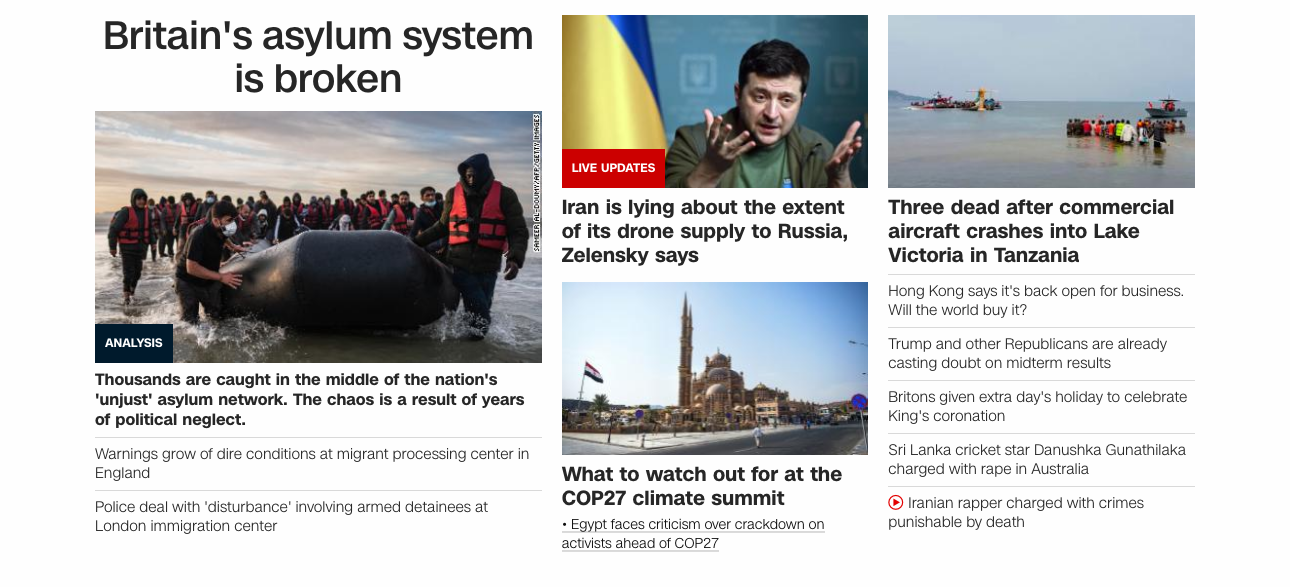 Britain's asylum system
is broken
SAMEER AL-DOUMY/AFP/GETTY IMAGES
ANALYSIS
Thousands are caught in the middle of the nation's
'unjust' asylum network. The chaos is a result of years
of political neglect.
Warnings grow of dire conditions at migrant processing center in
England
Police deal with 'disturbance' involving armed detainees at
London immigration center
LIVE UPDATES
Iran is lying about the extent
of its drone supply to Russia,
Zelensky says
What to watch out for at the
COP27 climate summit
• Egypt faces criticism over crackdown on
activists ahead of COP27
Three dead after commercial
aircraft crashes into Lake
Victoria in Tanzania
Hong Kong says it's back open for business.
Will the world buy it?
Trump and other Republicans are already
casting doubt on midterm results
Britons given extra day's holiday to celebrate
King's coronation
Sri Lanka cricket star Danushka Gunathilaka
charged with rape in Australia
Iranian rapper charged with crimes
punishable by death